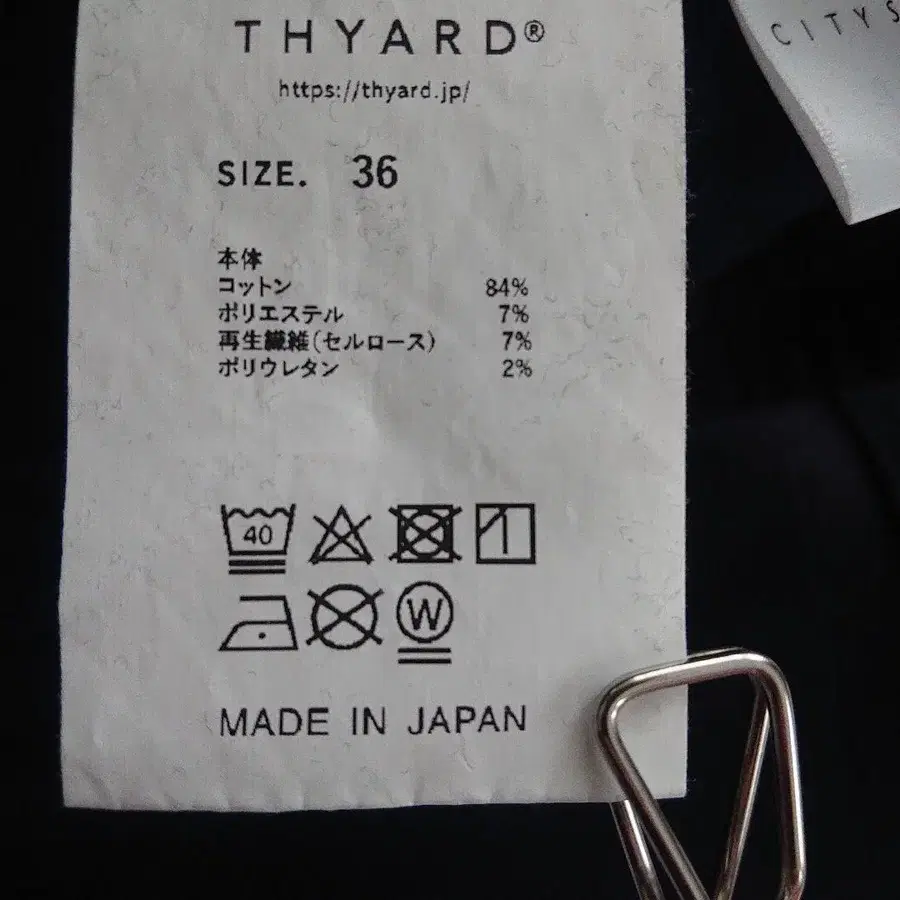 THYARD®
https://thyard.jp/
CITY
SIZE. 36
本体
コットン 84%
ポリエステル 7%
再生繊維(セルロース) 7%
ポリウレタン 2%
40
W
MADE IN JAPAN